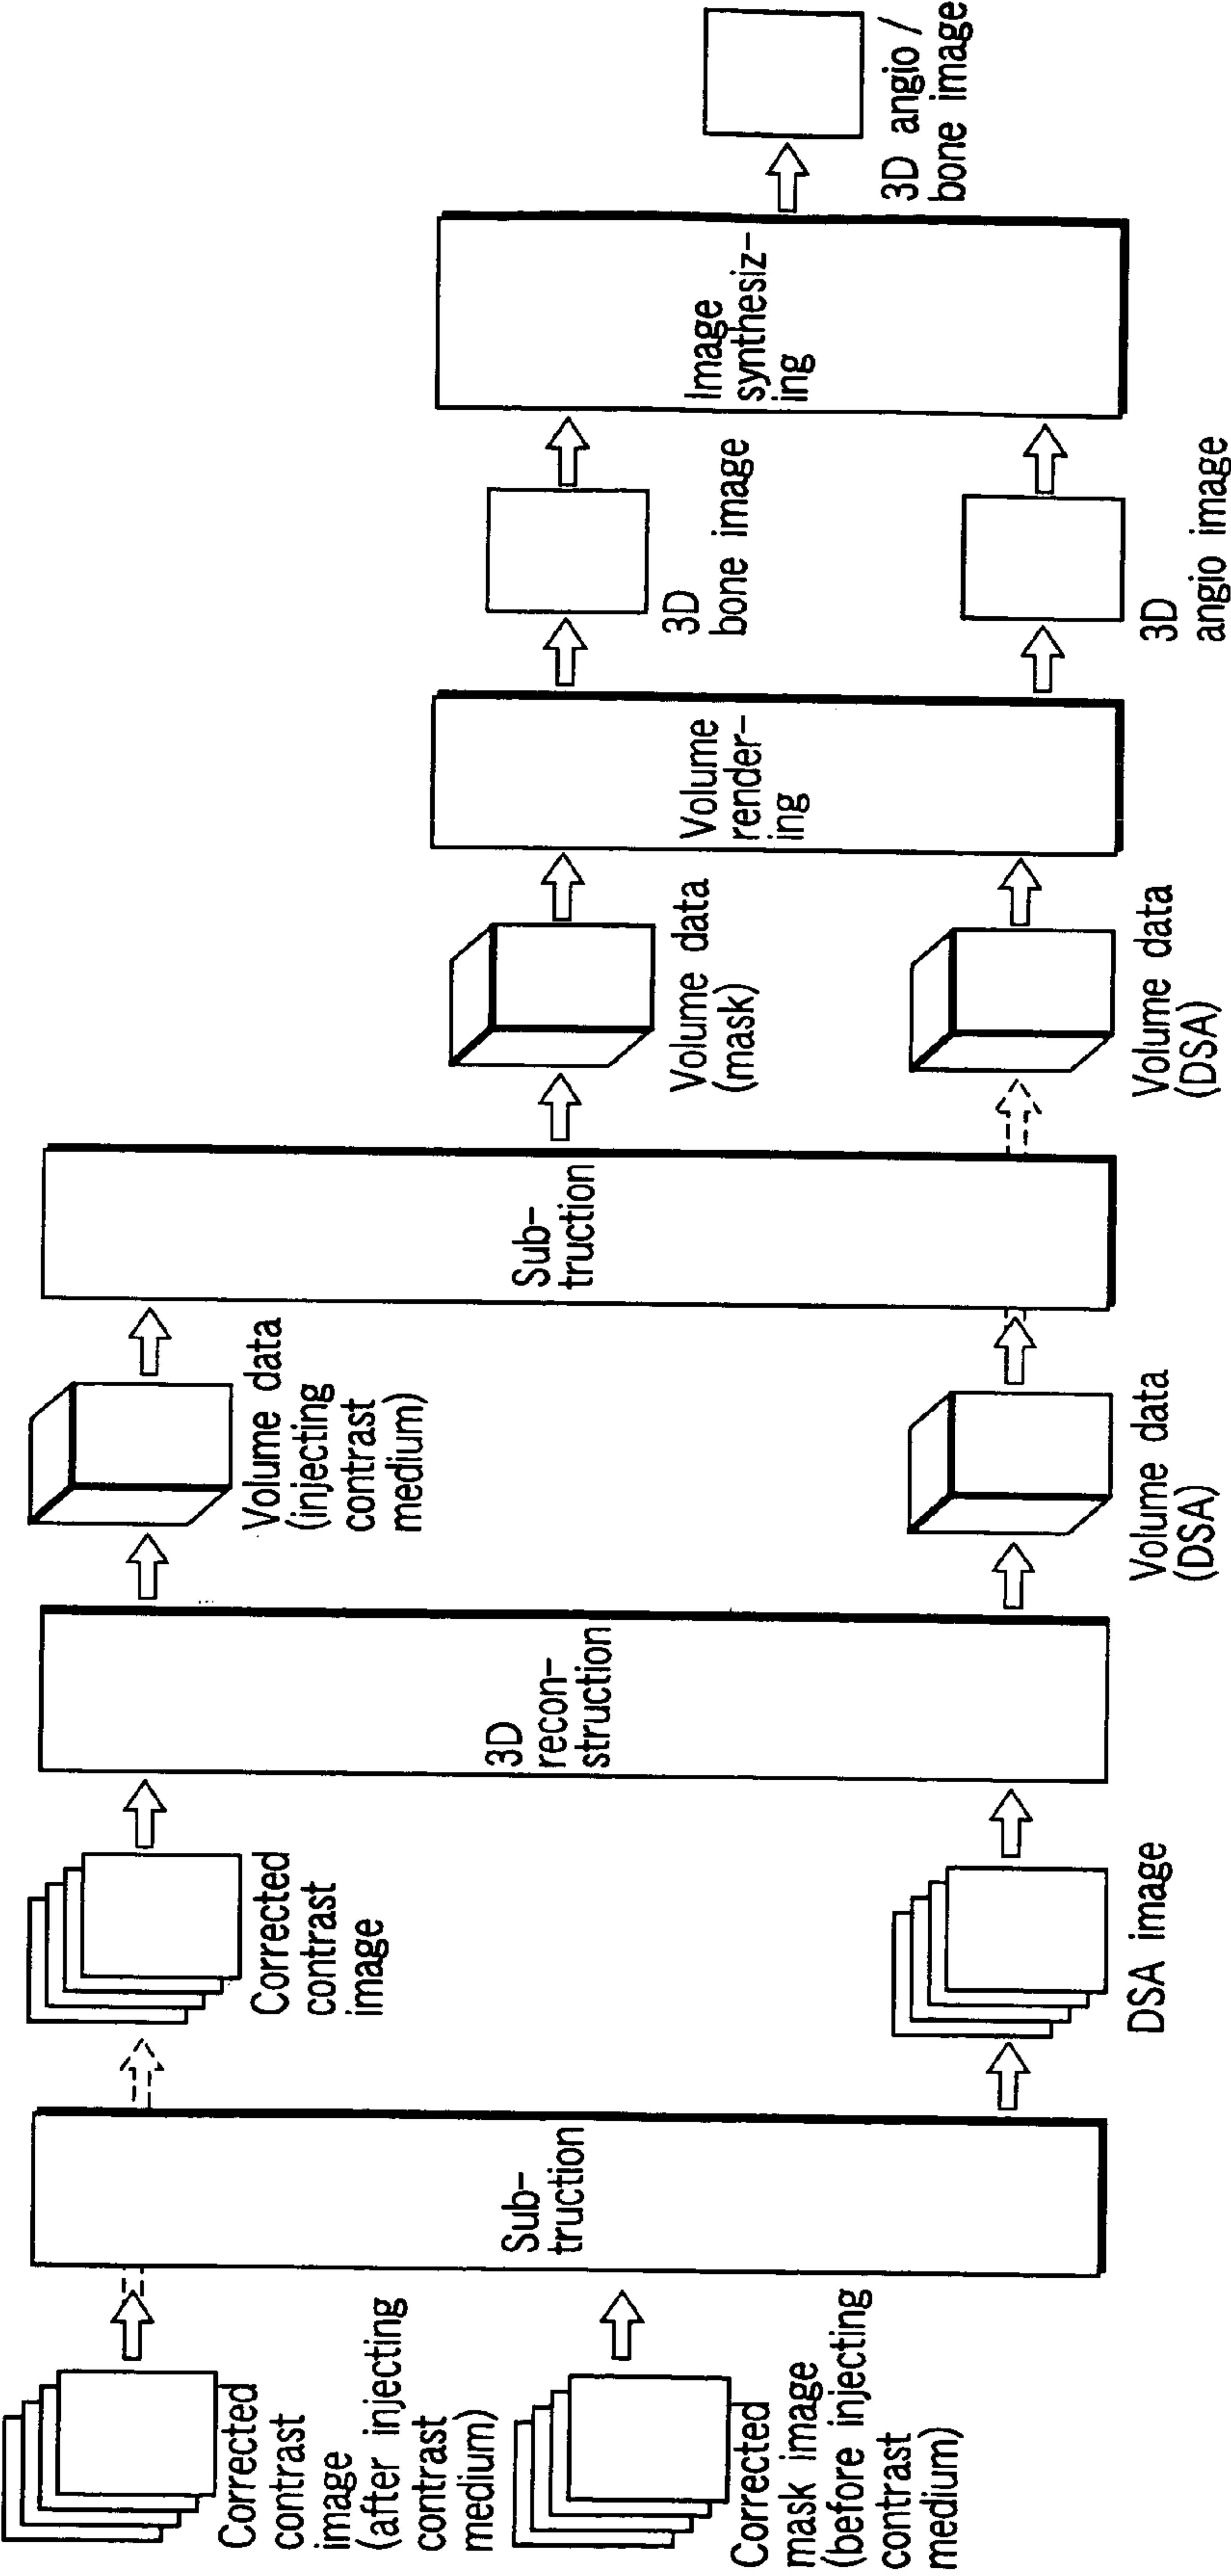 Corrected
contrast
image
(after injecting
contrast
medium)
Corrected
mask image
(before injecting
contrast
medium)
Sub-
truction
Corrected
contrast
image
DSA image
3D
recon-
struction
Volume data
(injecting
contrast
medium)
Volume data
(DSA)
Sub-
truction
Volume data
(mask)
Volume data
(DSA)
Volume
render-
ing
3D
bone image
3D
angio image
Image
synthesiz-
ing
3D angio /
bone image